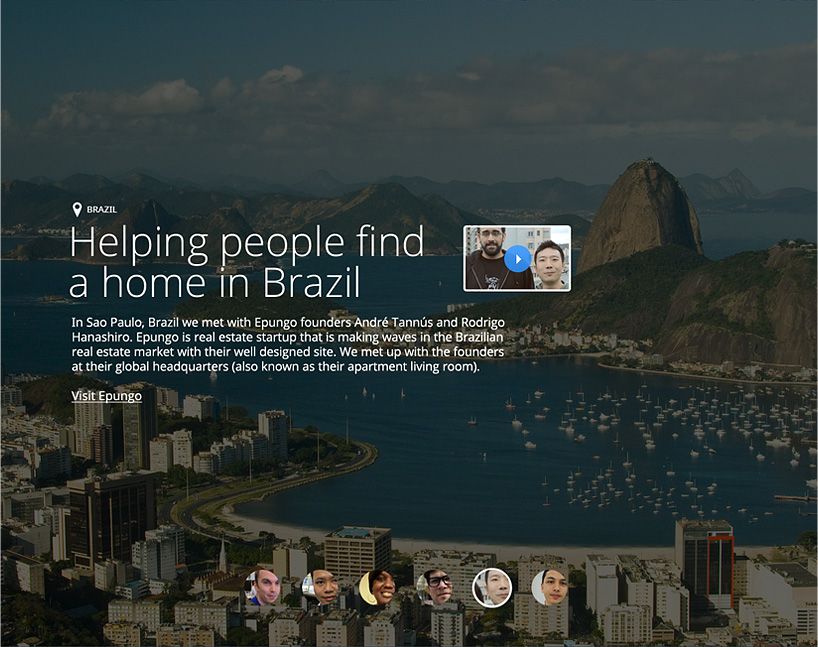 BRAZIL
Helping people find
a home in Brazil
In Sao Paulo, Brazil we met with Epungo founders André Tannús and Rodrigo
Hanashiro. Epungo is real estate startup that is making waves in the Brazilian
real estate market with their well designed site. We met up with the founders
at their global headquarters (also known as their apartment living room).
Visit Epungo